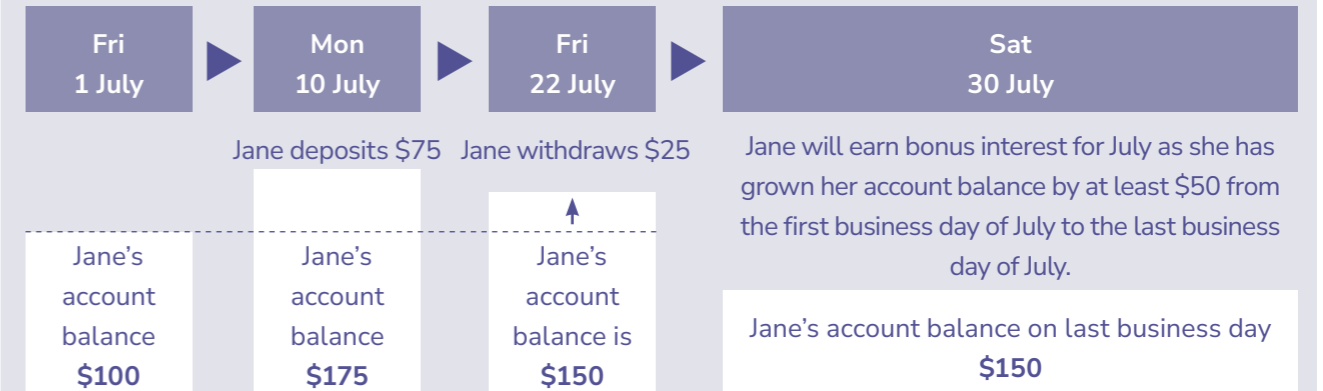 Fri
1 July
Mon
10 July
Fri
22 July
Sat
30 July
Jane deposits $75
Jane withdraws $25
Jane will earn bonus interest for July as she has
grown her account balance by at least $50 from
the first business day of July to the last business
day of July.
Jane’s
account
balance
$100
Jane’s
account
balance
$175
Jane’s
account
balance is
$150
Jane’s account balance on last business day
$150